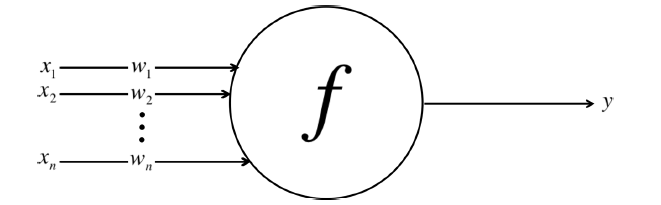 x₁ w₁
x₂ w₂
⋮
xₙ wₙ
f
y